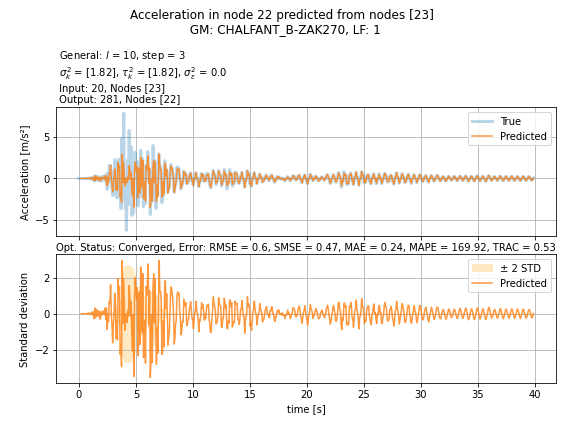 Acceleration in node 22 predicted from nodes [23]
GM: CHALFANT_B-ZAK270, LF: 1
General: l = 10, step = 3
σ²ₖ = [1.82], τ²ₖ = [1.82], σ²ₑ = 0.0
Input: 20, Nodes [23]
Output: 281, Nodes [22]
Acceleration [m/s²]
5
0
−5
True
Predicted
Opt. Status: Converged, Error: RMSE = 0.6, SMSE = 0.47, MAE = 0.24, MAPE = 169.92, TRAC = 0.53
Standard deviation
2
0
−2
± 2 STD
Predicted
0 5 10 15 20 25 30 35 40
time [s]